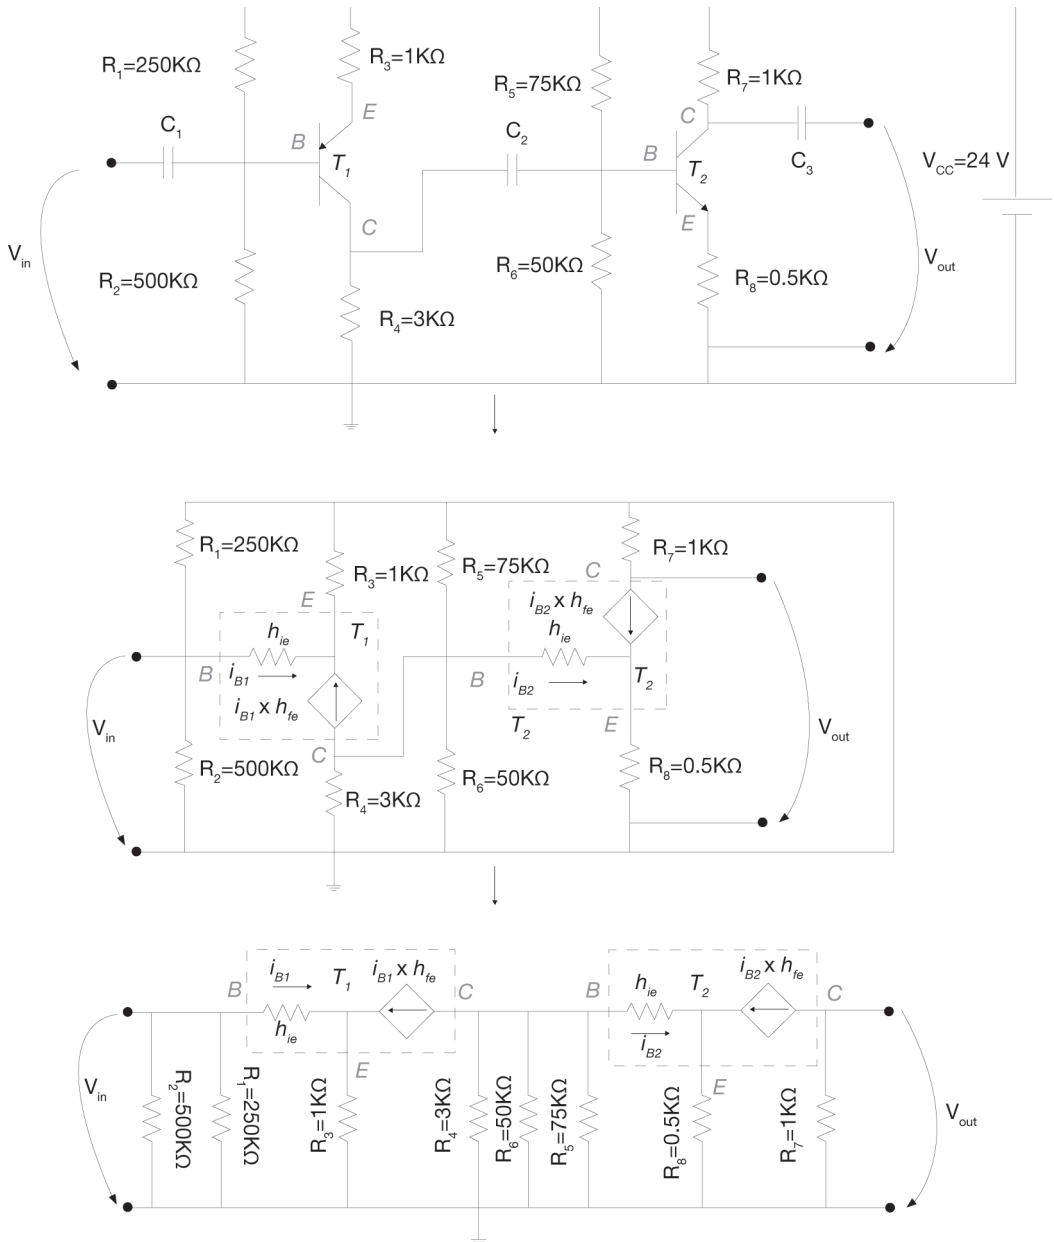 R1=250KΩ
R3=1KΩ
R5=75KΩ
R7=1KΩ
C1
E
B
T1
C
C2
B
C
T2
E
C3
VCC=24 V
Vin
R2=500KΩ
R4=3KΩ
R6=50KΩ
R8=0.5KΩ
Vout
R1=250KΩ
R3=1KΩ
R5=75KΩ
R7=1KΩ
E
C
hie
T1
iB2 x hfe
hie
B
iB1
iB1 x hfe
B
iB2
T2
T2
E
Vin
C
Vout
R2=500KΩ
R4=3KΩ
R6=50KΩ
R8=0.5KΩ
B
iB1
T1
iB1 x hfe
C
hie
E
B
hie
T2
iB2 x hfe
C
iB2
E
Vin
R2=500KΩ
R1=250KΩ
R3=1KΩ
R4=3KΩ
R6=50KΩ
R5=75KΩ
R8=0.5KΩ
R7=1KΩ
Vout